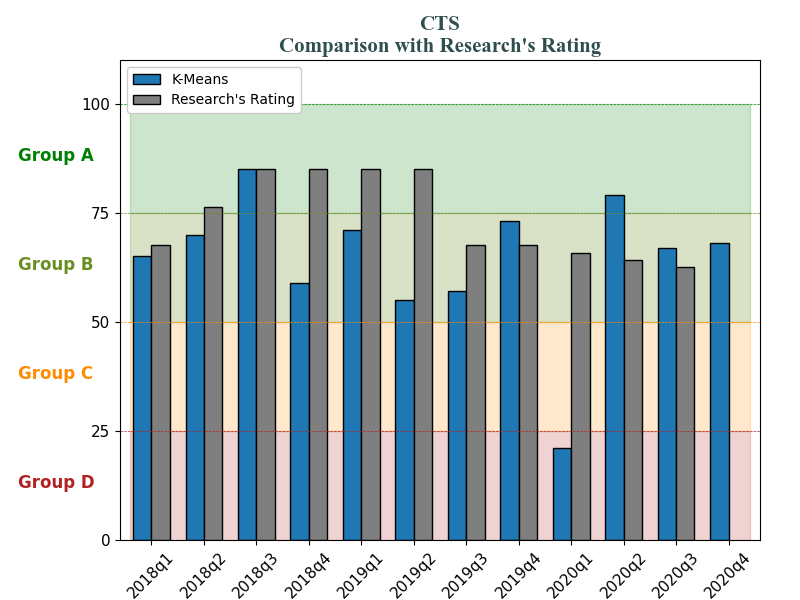 CTS
Comparison with Research's Rating
K-Means
Research's Rating
100
Group A
75
Group B
50
Group C
25
Group D
0
2018q1 2018q2 2018q3 2018q4 2019q1 2019q2 2019q3 2019q4 2020q1 2020q2 2020q3 2020q4